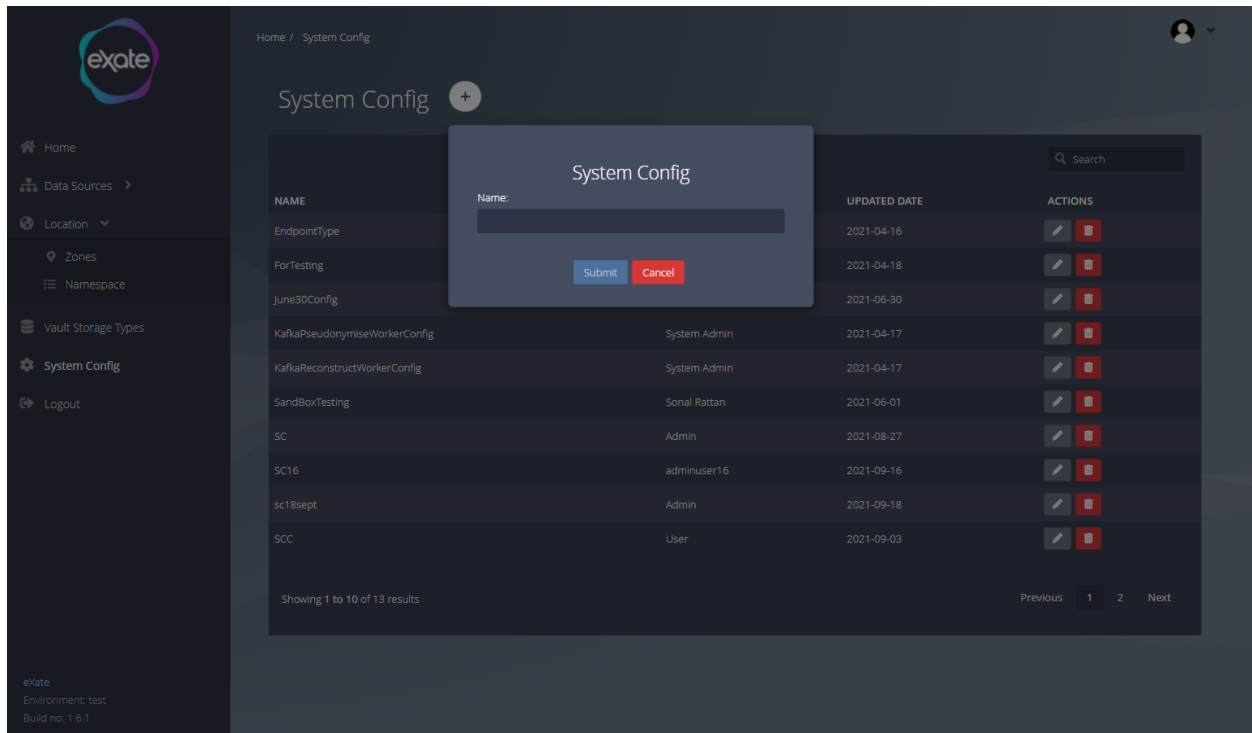 eXate
Home / System Config
System Config +
Home
Data Sources
Location
Zones
Namespace
Vault Storage Types
System Config
Logout
eXate
Environment: test
Build no: 1.6.1
System Config
Name:
Submit Cancel
Search
NAME UPDATED DATE ACTIONS
EndpointType 2021-04-16
ForTesting 2021-04-18
June30Config 2021-06-30
KafkaPseudonymiseWorkerConfig System Admin 2021-04-17
KafkaReconstructWorkerConfig System Admin 2021-04-17
SandBoxTesting Sonal Rattan 2021-06-01
SC Admin 2021-08-27
SC16 adminuser16 2021-09-16
sc18sept Admin 2021-09-18
SCC User 2021-09-03
Showing 1 to 10 of 13 results Previous 1 2 Next